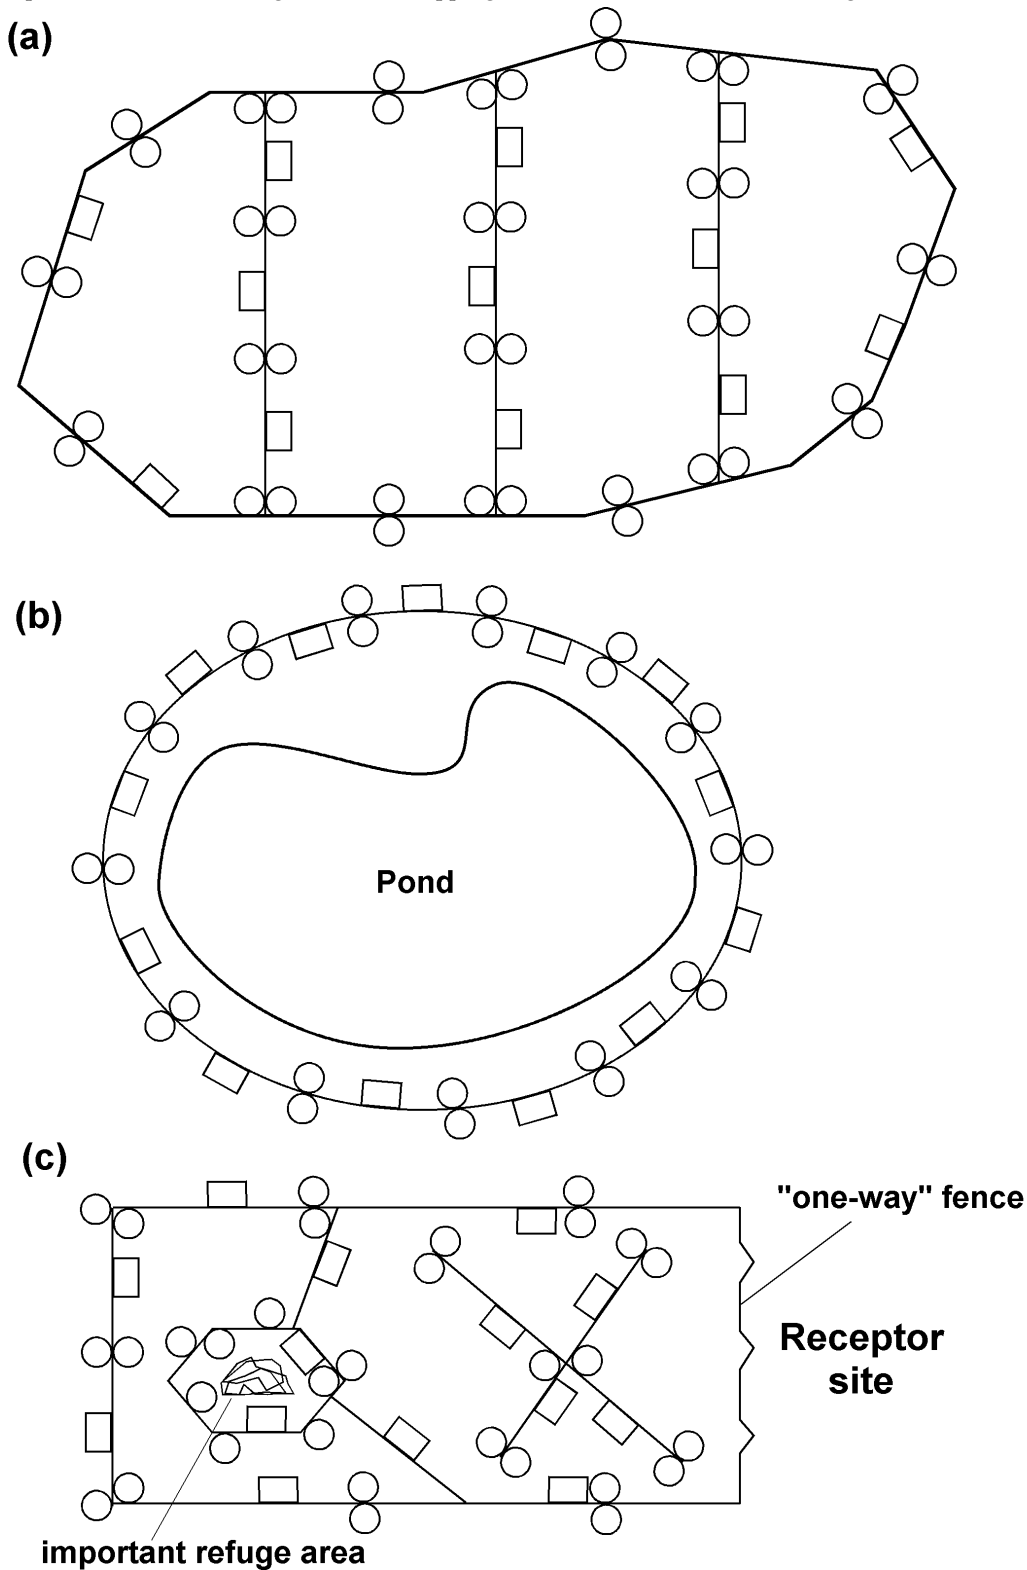 (a)
(b)
Pond
(c)
"one-way" fence
Receptor
site
important refuge area